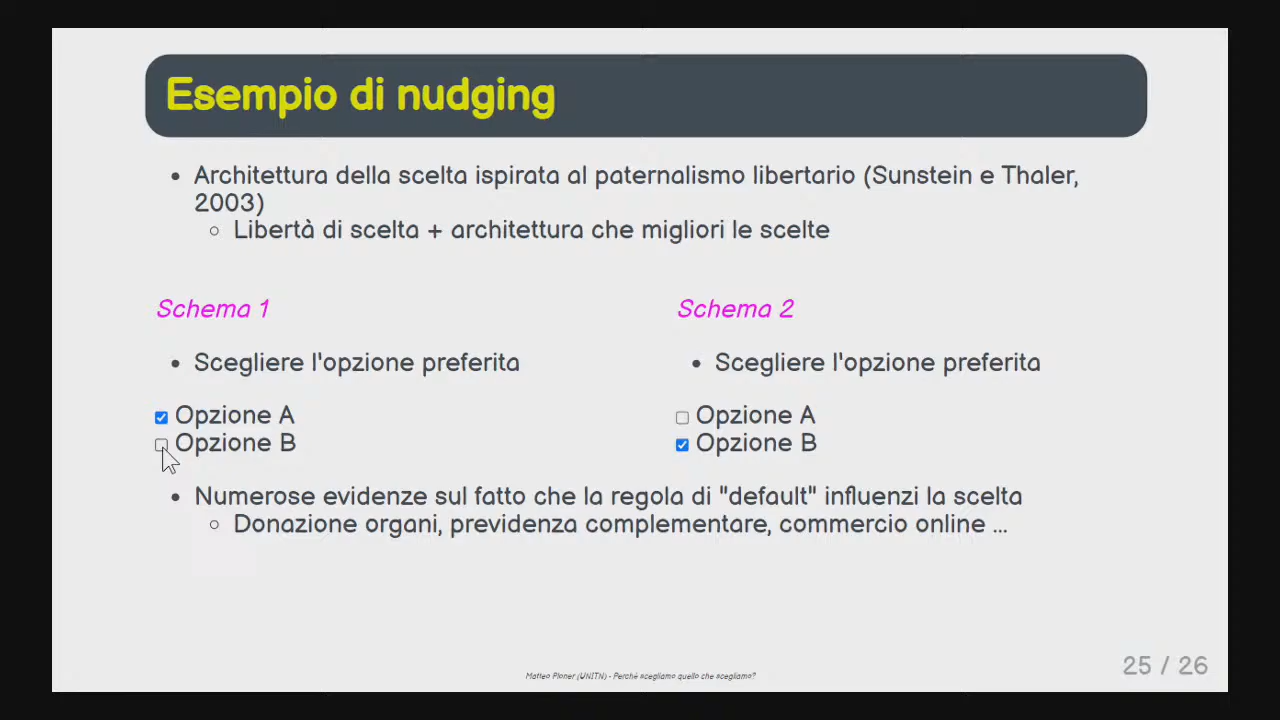 Esempio di nudging
• Architettura della scelta ispirata al paternalismo libertario (Sunstein e Thaler,
2003)
○ Libertà di scelta + architettura che migliori le scelte
Schema 1
• Scegliere l'opzione preferita
Opzione A
Opzione B
Schema 2
• Scegliere l'opzione preferita
Opzione A
Opzione B
• Numerose evidenze sul fatto che la regola di "default" influenzi la scelta
○ Donazione organi, previdenza complementare, commercio online ...
Matteo Ploner (UNITN) - Perchè scegliamo quello che scegliamo?
25 / 26